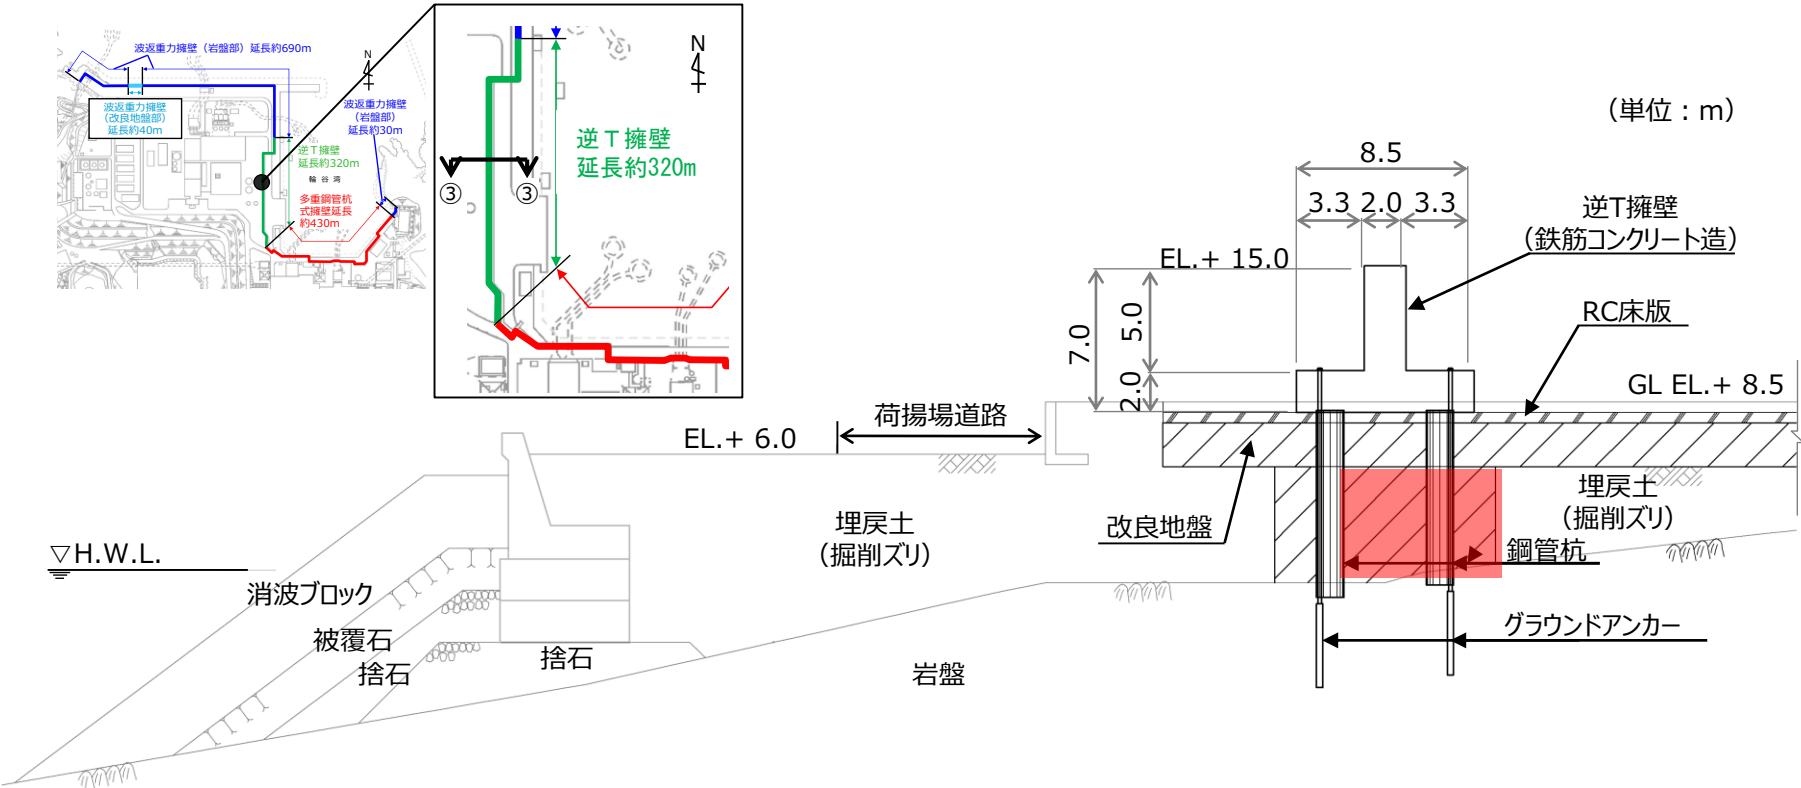 波返重力擁壁（岩盤部）延長約690m
N
波返重力擁壁
（改良地盤部）
延長約40m
波返重力擁壁
（岩盤部）
延長約30m
逆Ｔ擁壁
延長約320m
輪谷湾
多重鋼管杭
式擁壁延長
約430m
N
逆Ｔ擁壁
延長約320m
③
③
（単位：m）
8.5
3.3
2.0
3.3
逆T擁壁
（鉄筋コンクリート造）
EL.+ 15.0
7.0
5.0
2.0
RC床版
GL EL.+ 8.5
荷揚場道路
EL.+ 6.0
埋戻土
（掘削ズリ）
改良地盤
埋戻土
（掘削ズリ）
鋼管杭
▽H.W.L.
消波ブロック
被覆石
捨石
捨石
グラウンドアンカー
岩盤